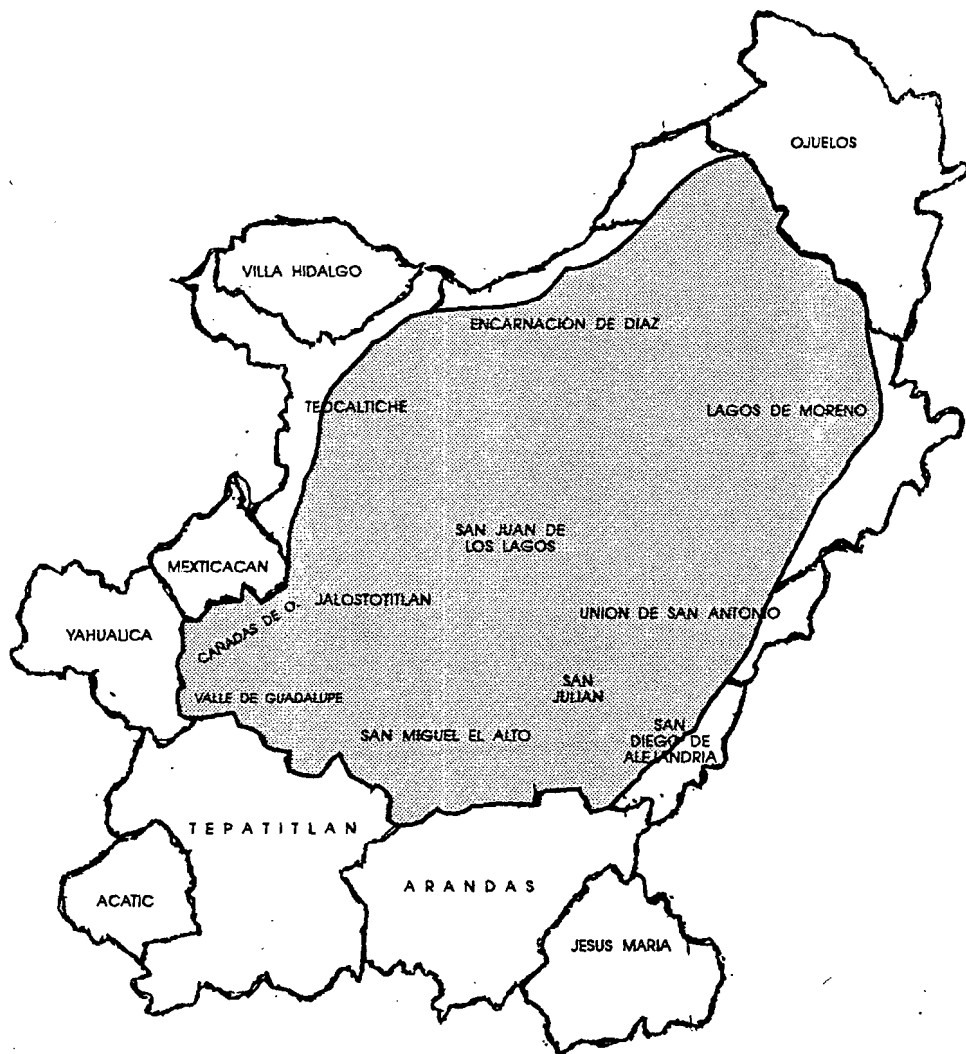 OJUELOS
VILLA HIDALGO
ENCARNACION DE DIAZ
TEOCALTICHE
LAGOS DE MORENO
SAN JUAN DE
LOS LAGOS
MEXTICACAN
CAÑADAS DE O.
JALOSTOTITLAN
UNION DE SAN ANTONIO
YAHUALICA
VALLE DE GUADALUPE
SAN
JULIAN
SAN MIGUEL EL ALTO
SAN
DIEGO DE
ALEJANDRIA
TEPATITLAN
ACATIC
ARANDAS
JESUS MARIA